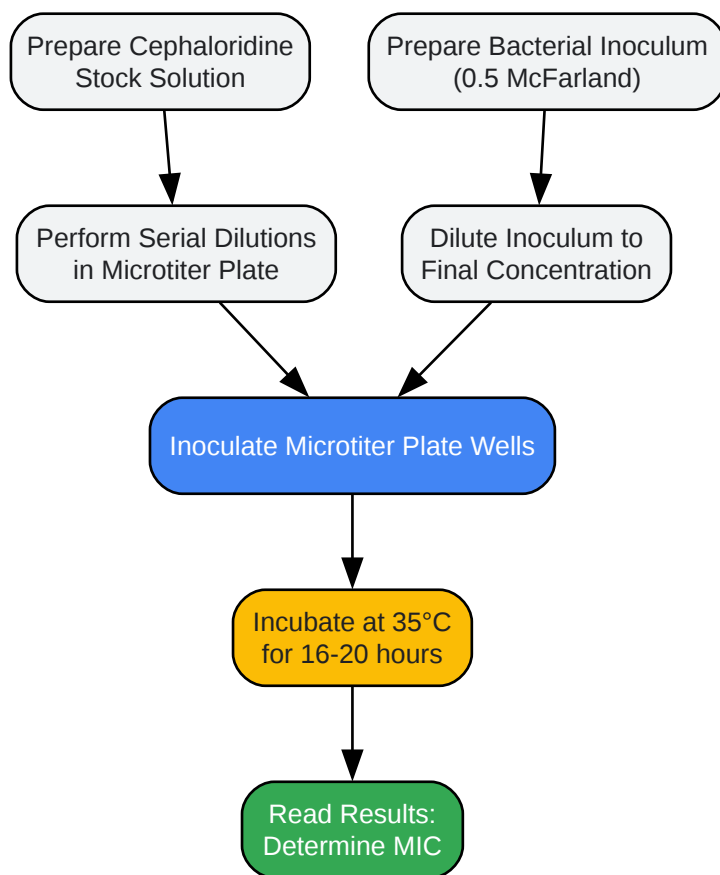 Prepare Cephaloridine
Stock Solution
Prepare Bacterial Inoculum
(0.5 McFarland)
Perform Serial Dilutions
in Microtiter Plate
Dilute Inoculum to
Final Concentration
Inoculate Microtiter Plate Wells
Incubate at 35°C
for 16-20 hours
Read Results:
Determine MIC